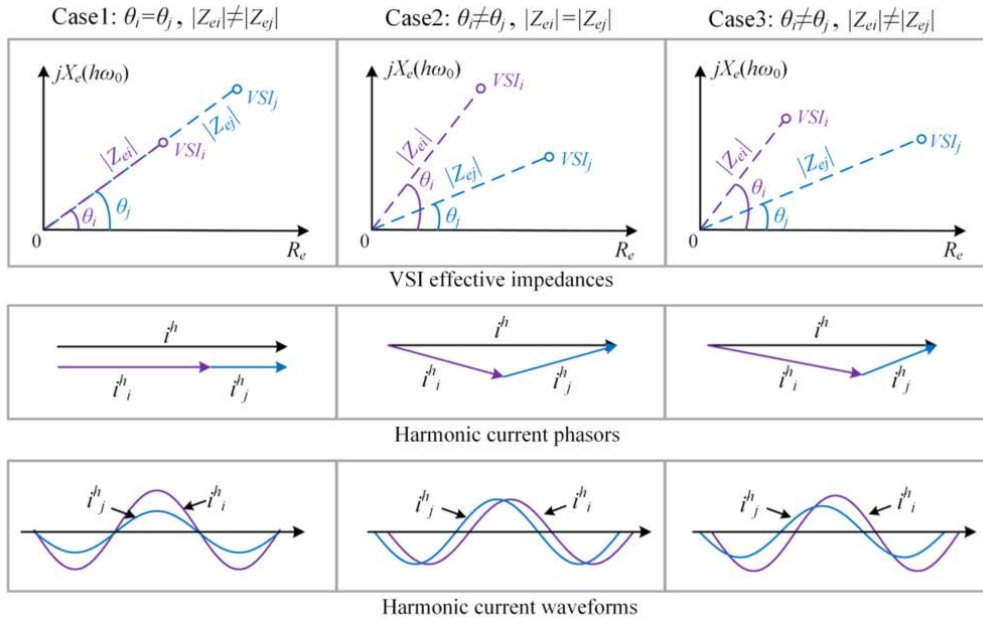 Case1: θᵢ=θⱼ, |Zₑᵢ|≠|Zₑⱼ|
Case2: θᵢ≠θⱼ, |Zₑᵢ|=|Zₑⱼ|
Case3: θᵢ≠θⱼ, |Zₑᵢ|≠|Zₑⱼ|
jXₑ(hω₀)
VSIⱼ
|Zₑᵢ|
|Zₑⱼ|
VSIᵢ
θᵢ
θⱼ
0
Rₑ
jXₑ(hω₀)
VSIᵢ
|Zₑᵢ|
|Zₑⱼ|
VSIⱼ
θᵢ
θⱼ
0
Rₑ
jXₑ(hω₀)
VSIᵢ
|Zₑᵢ|
|Zₑⱼ|
VSIⱼ
θᵢ
θⱼ
0
Rₑ
VSI effective impedances
iʰ
iʰᵢ
iʰⱼ
iʰ
iʰᵢ
iʰⱼ
iʰ
iʰᵢ
iʰⱼ
Harmonic current phasors
iʰⱼ
iʰᵢ
iʰⱼ
iʰᵢ
iʰⱼ
iʰᵢ
Harmonic current waveforms